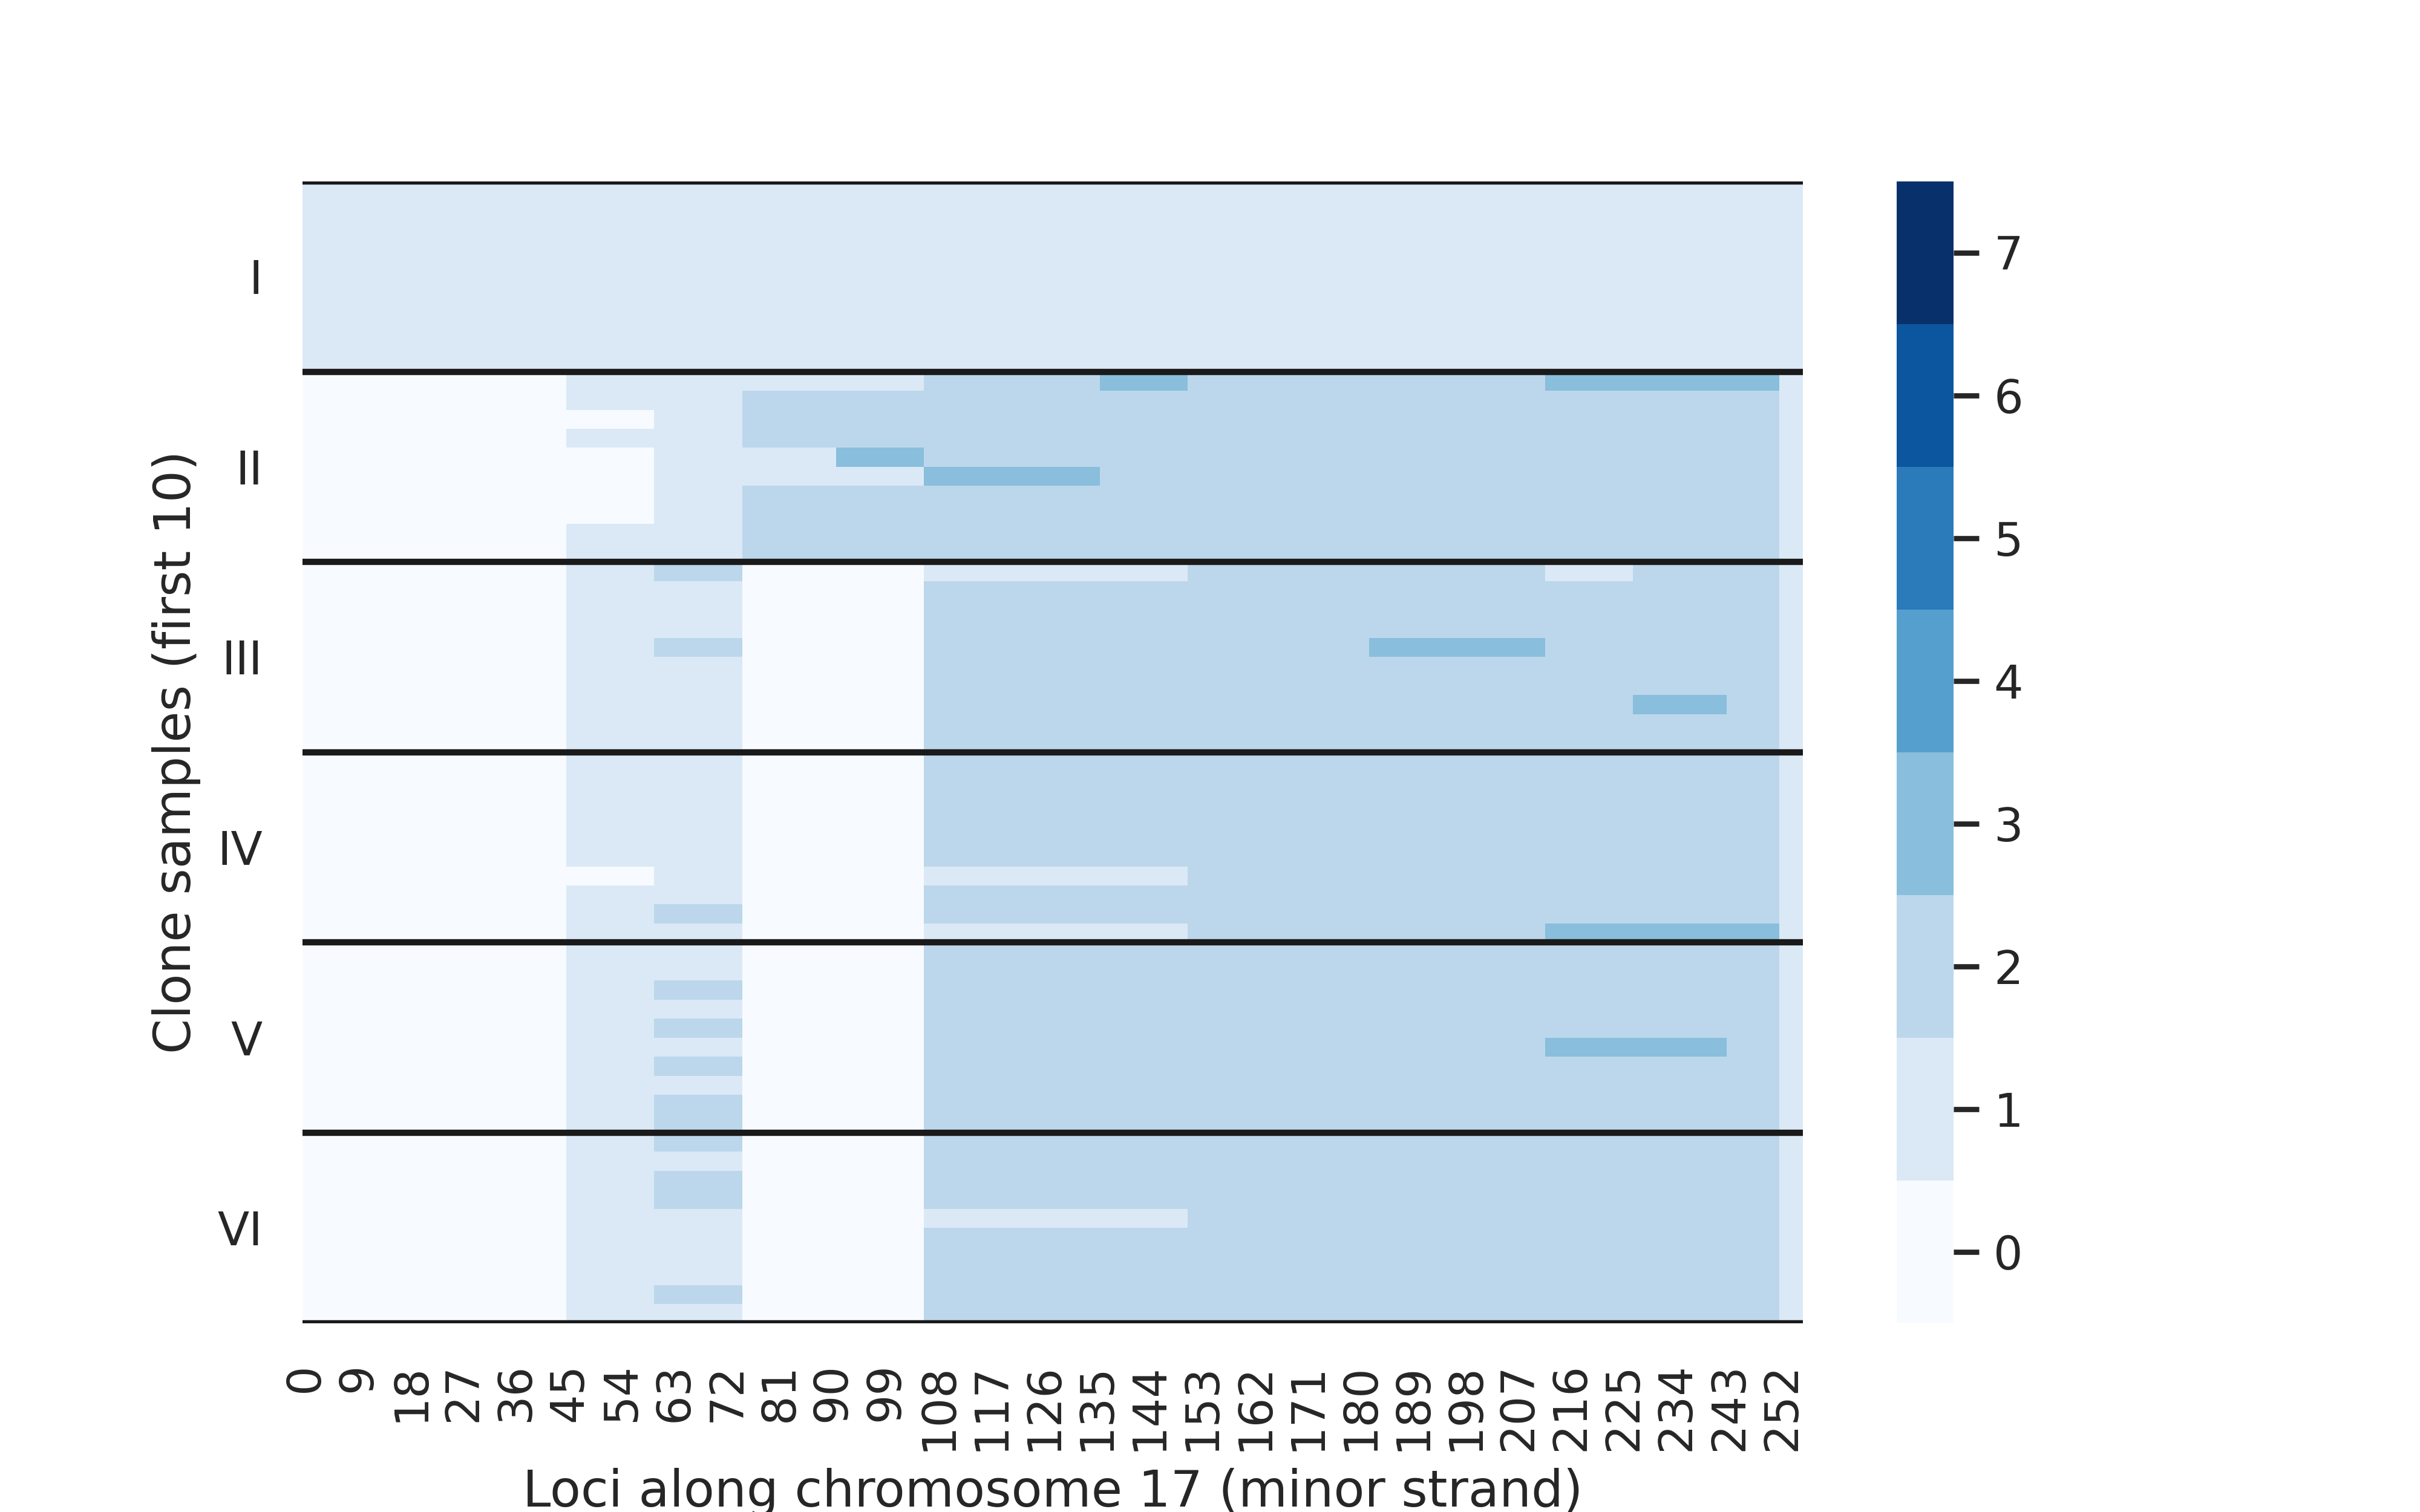 Clone samples (first 10)
I
II
III
IV
V
VI
7
6
5
4
3
2
1
0
0 9 18 27 36 45 54 63 72 81 90 99 108 117 126 135 144 153 162 171 180 189 198 207 216 225 234 243 252
Loci along chromosome 17 (minor strand)